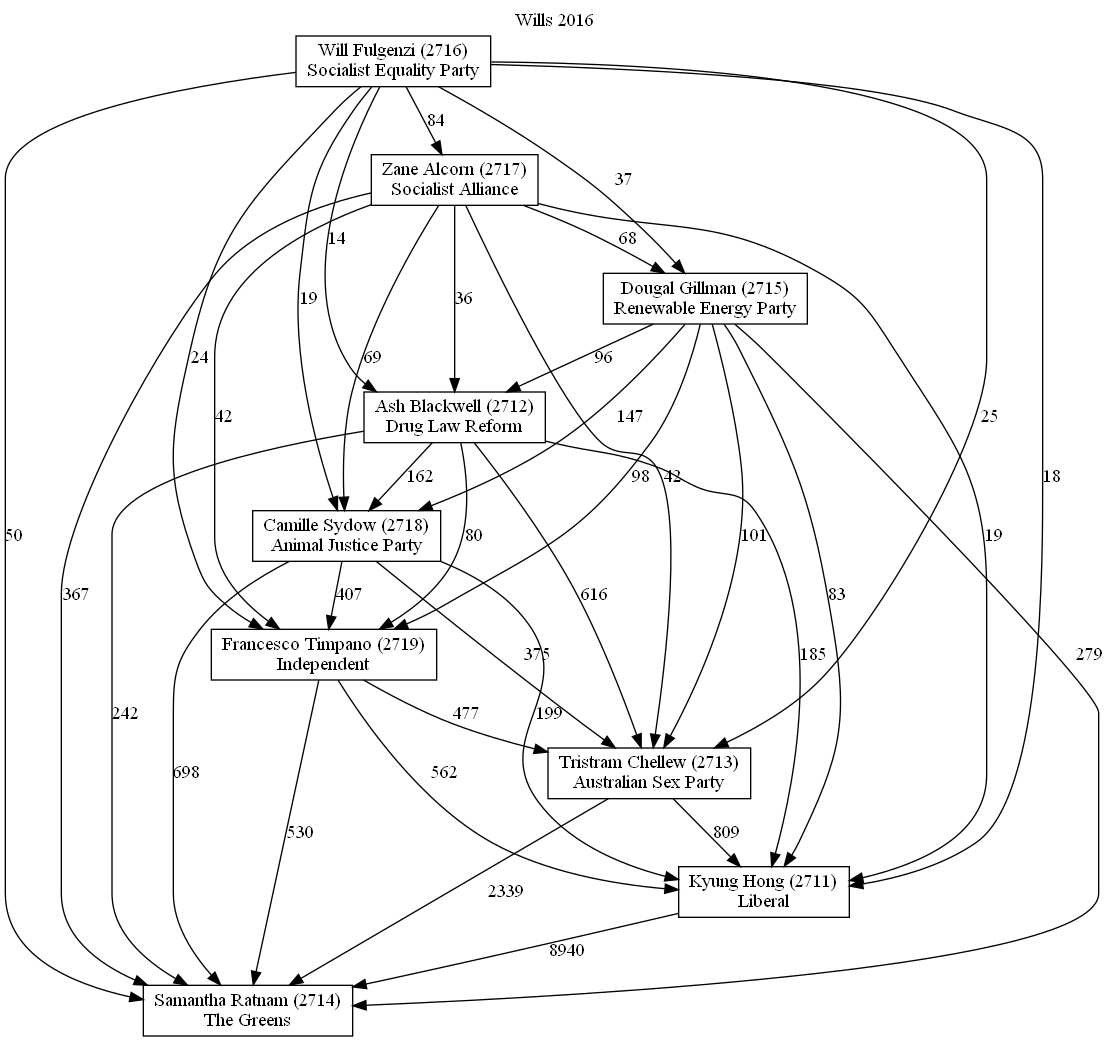 Wills 2016
Will Fulgenzi (2716)
Socialist Equality Party
84
Zane Alcorn (2717)
Socialist Alliance
37
14
68
Dougal Gillman (2715)
Renewable Energy Party
19
36
24
69
96
Ash Blackwell (2712)
Drug Law Reform
42
147
25
162
98
42
18
Camille Sydow (2718)
Animal Justice Party
50
80
101
19
367
407
616
83
Francesco Timpano (2719)
Independent
375
185
279
242
477
199
Tristram Chellew (2713)
Australian Sex Party
698
562
530
809
Kyung Hong (2711)
Liberal
2339
8940
Samantha Ratnam (2714)
The Greens